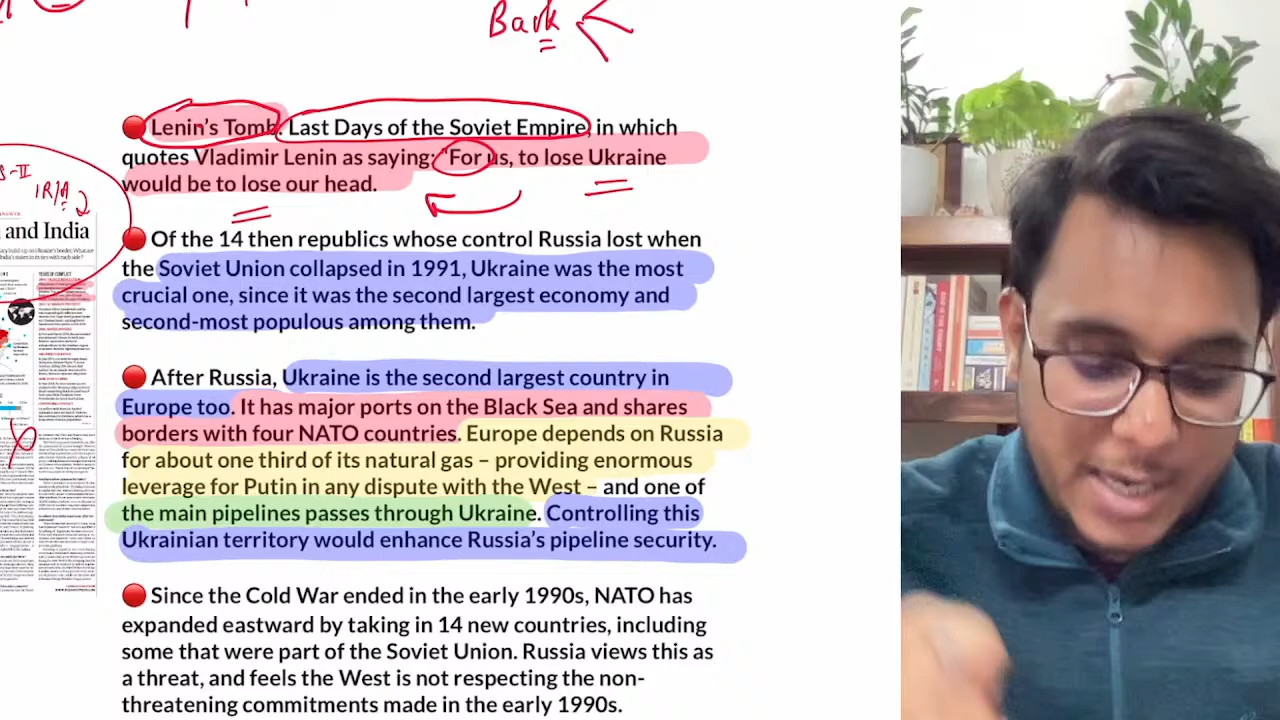 Bark
Lenin's Tomb: Last Days of the Soviet Empire, in which
quotes Vladimir Lenin as saying: "For us, to lose Ukraine
would be to lose our head.
S-II
IR/A 2
and India
Of the 14 then republics whose control Russia lost when
the Soviet Union collapsed in 1991, Ukraine was the most
crucial one, since it was the second largest economy and
second-most populous among them.
After Russia, Ukraine is the second largest country in
Europe too. It has major ports on the Black Sea and shares
borders with four NATO countries. Europe depends on Russia
for about one third of its natural gas – providing enormous
leverage for Putin in any dispute with the West – and one of
the main pipelines passes through Ukraine. Controlling this
Ukrainian territory would enhance Russia's pipeline security.
Since the Cold War ended in the early 1990s, NATO has
expanded eastward by taking in 14 new countries, including
some that were part of the Soviet Union. Russia views this as
a threat, and feels the West is not respecting the non-
threatening commitments made in the early 1990s.